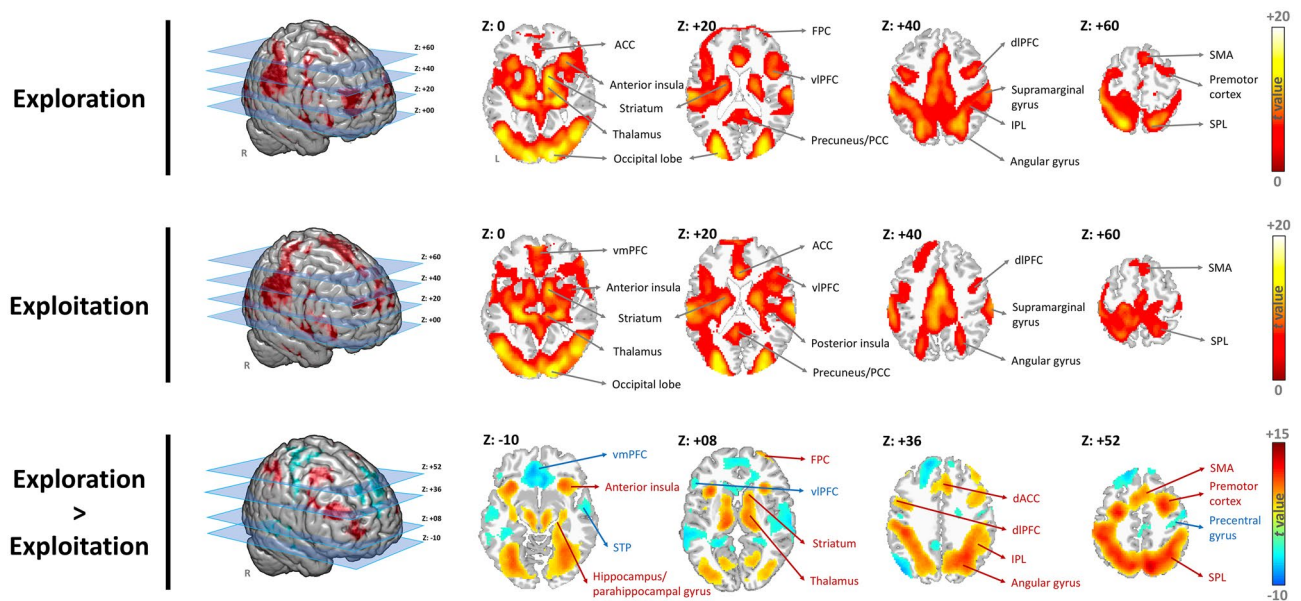 Exploration
Z: +60
Z: +40
Z: +20
Z: +00
R
Z: 0
ACC
Anterior insula
Striatum
Thalamus
Occipital lobe
L
Z: +20
FPC
vlPFC
Precuneus/PCC
Z: +40
dlPFC
Supramarginal
gyrus
IPL
Angular gyrus
Z: +60
SMA
Premotor
cortex
SPL
+20
t value
0
Exploitation
Z: +60
Z: +40
Z: +20
Z: +00
R
Z: 0
vmPFC
Anterior insula
Striatum
Thalamus
Occipital lobe
Z: +20
ACC
vlPFC
Posterior insula
Precuneus/PCC
Z: +40
dlPFC
Supramarginal
gyrus
Angular gyrus
Z: +60
SMA
SPL
+20
t value
0
Exploration
>
Exploitation
Z: +52
Z: +36
Z: +08
Z: -10
R
Z: -10
vmPFC
Anterior insula
STP
Hippocampus/
parahippocampal gyrus
Z: +08
FPC
vlPFC
Striatum
Thalamus
Z: +36
dACC
dlPFC
IPL
Angular gyrus
Z: +52
SMA
Premotor
cortex
Precentral
gyrus
SPL
+15
t value
-10